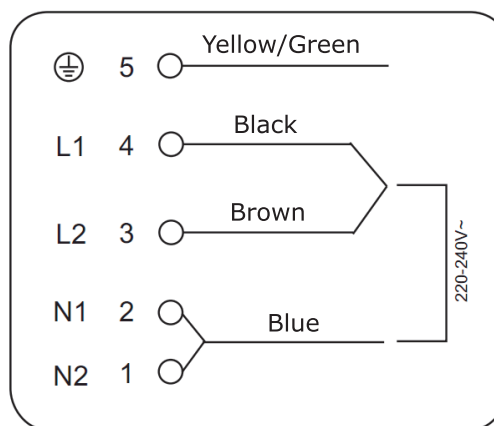 5 Yellow/Green
L1 4 Black
L2 3 Brown
220-240V~
N1 2
Blue
N2 1